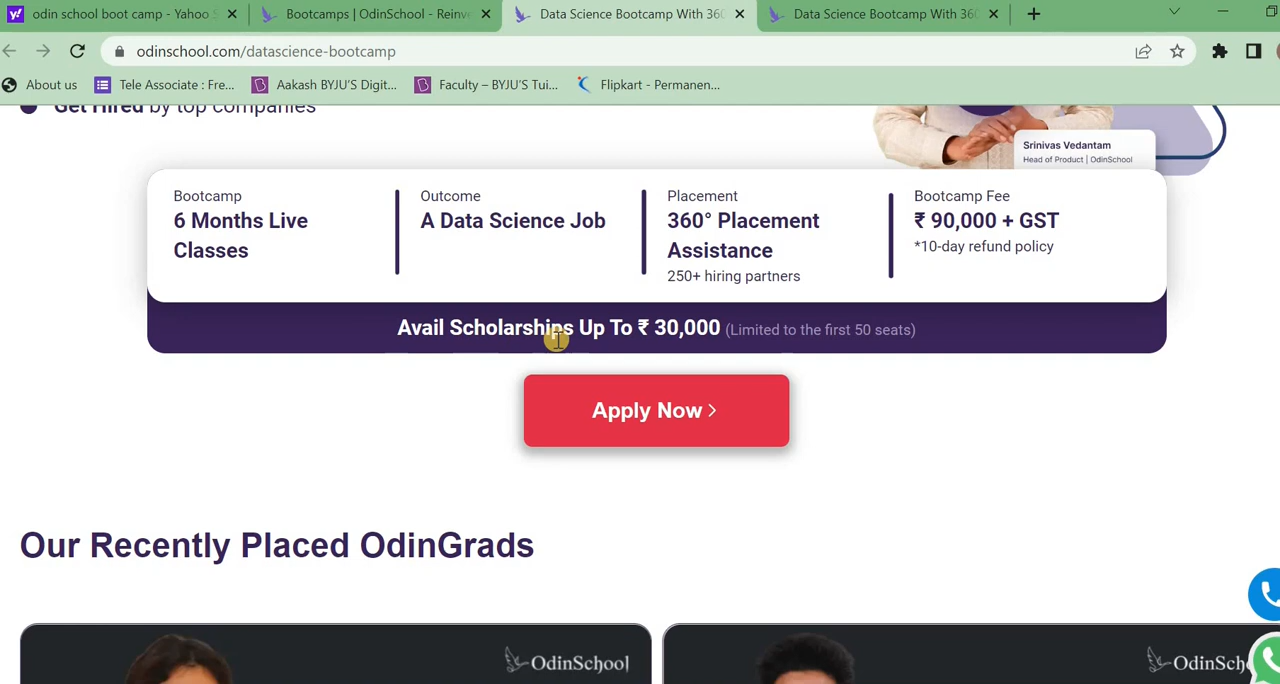 odin school boot camp - Yahoo S
Bootcamps | OdinSchool - Reinve
Data Science Bootcamp With 360
Data Science Bootcamp With 360
odinschool.com/datascience-bootcamp
About us
Tele Associate : Fre...
Aakash BYJU'S Digit...
Faculty – BYJU'S Tui...
Flipkart - Permanen...
Get Hired by top companies
Srinivas Vedantam
Head of Product | OdinSchool
Bootcamp
6 Months Live
Classes
Outcome
A Data Science Job
Placement
360° Placement
Assistance
250+ hiring partners
Bootcamp Fee
₹ 90,000 + GST
*10-day refund policy
Avail Scholarships Up To ₹ 30,000 (Limited to the first 50 seats)
Apply Now >
Our Recently Placed OdinGrads
OdinSchool
OdinSch